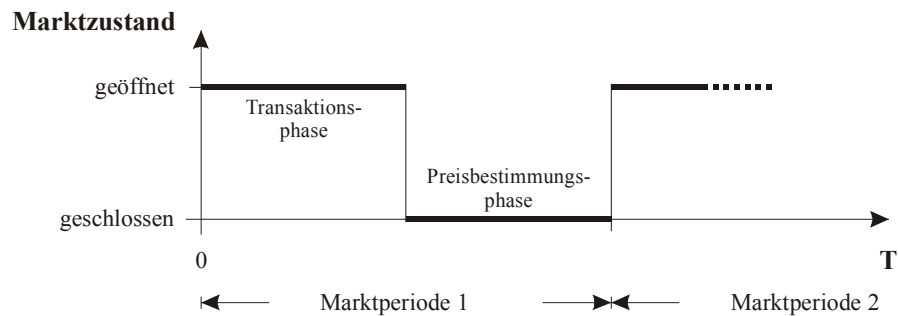 Marktzustand
geöffnet
Transaktions-
phase
Preisbestimmungs-
phase
geschlossen
0
T
Marktperiode 1
Marktperiode 2